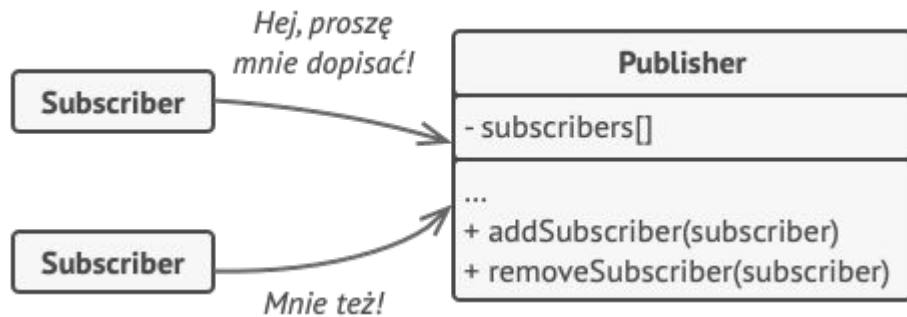 Hej, proszę
mnie dopisać!
Subscriber
Publisher
- subscribers[]
...
+ addSubscriber(subscriber)
+ removeSubscriber(subscriber)
Subscriber
Mnie też!